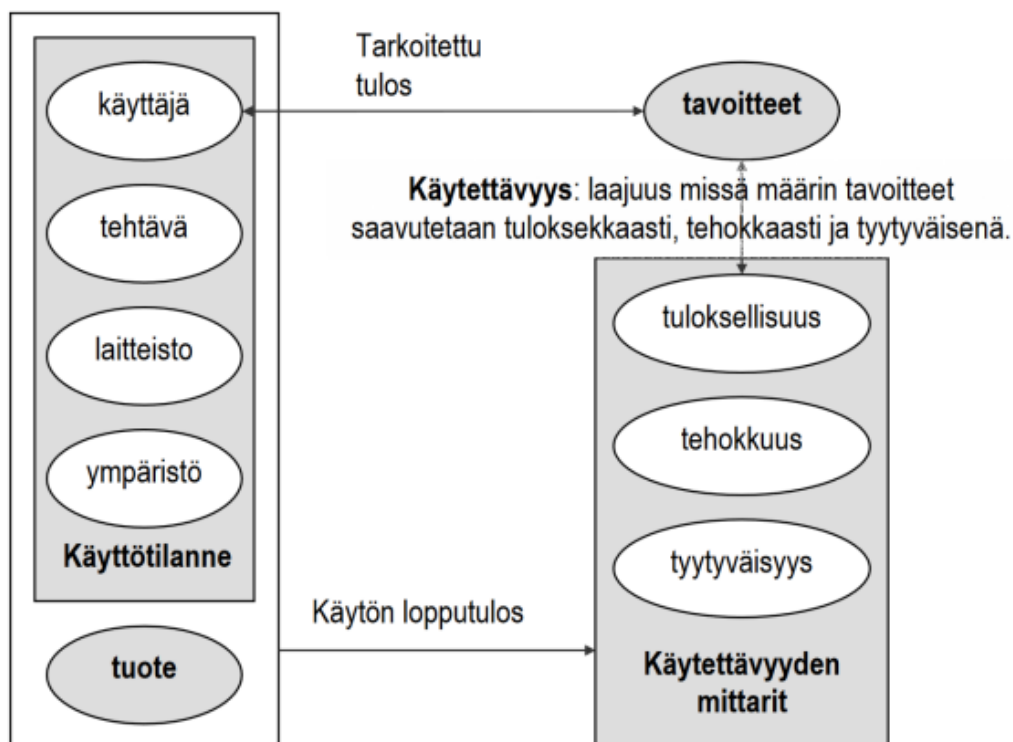 Tarkoitettu
tulos
käyttäjä
tavoitteet
Käytettävyys: laajuus missä määrin tavoitteet
saavutetaan tuloksekkaasti, tehokkaasti ja tyytyväisenä.
tehtävä
laitteisto
ympäristö
Käyttötilanne
tuote
Käytön lopputulos
tuloksellisuus
tehokkuus
tyytyväisyys
Käytettävyyden
mittarit